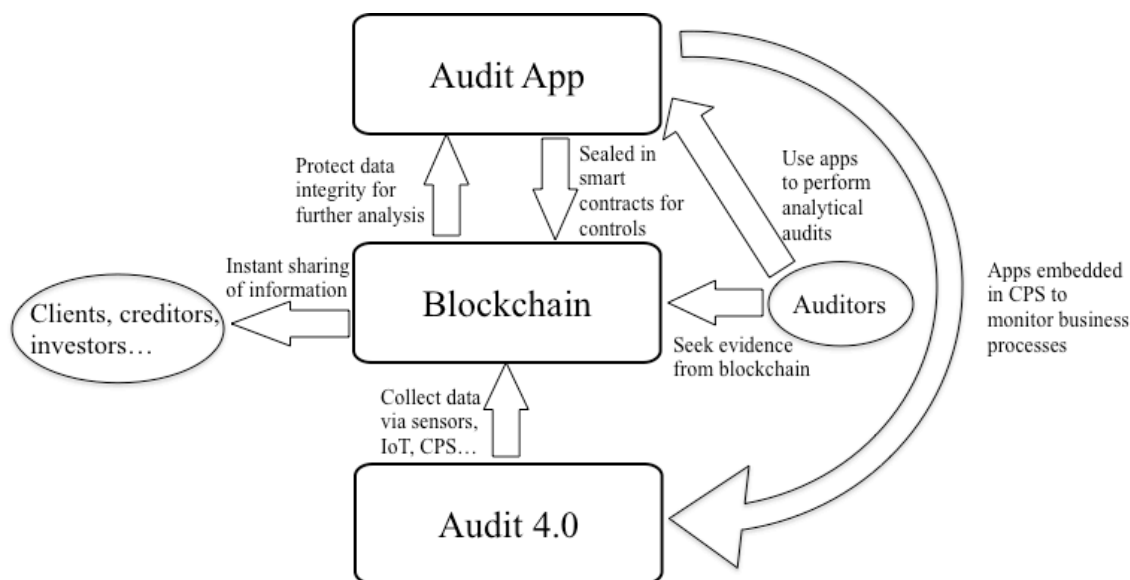 Audit App
Protect data
integrity for
further analysis
Sealed in
smart
contracts for
controls
Use apps
to perform
analytical
audits
Instant sharing
of information
Clients, creditors,
investors…
Blockchain
Auditors
Apps embedded
in CPS to
monitor business
processes
Seek evidence
from blockchain
Collect data
via sensors,
IoT, CPS…
Audit 4.0